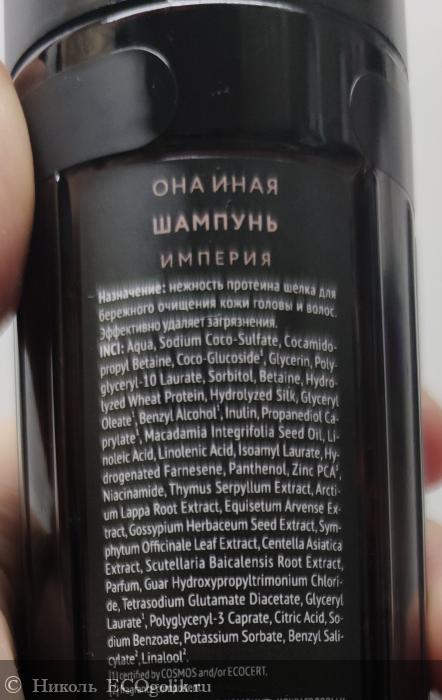 ОНА ИНАЯ
ШАМПУНЬ
ИМПЕРИЯ
Назначение: нежность протеина шелка для
бережного очищения кожи головы и волос.
Эффективно удаляет загрязнения.
INCI: Aqua, Sodium Coco-Sulfate, Cocamido-
propyl Betaine, Coco-Glucoside¹, Glycerin, Poly-
glyceryl-10 Laurate, Sorbitol, Betaine, Hydro-
lyzed Wheat Protein, Hydrolyzed Silk, Glyceryl
Oleate¹, Benzyl Alcohol¹, Inulin, Propanediol Ca-
prylate¹, Macadamia Integrifolia Seed Oil, Li-
noleic Acid, Linolenic Acid, Isoamyl Laurate, Hy-
drogenated Farnesene, Panthenol, Zinc PCA¹,
Niacinamide, Thymus Serpyllum Extract, Arcti-
um Lappa Root Extract, Equisetum Arvense Ex-
tract, Gossypium Herbaceum Seed Extract, Sym-
phytum Officinale Leaf Extract, Centella Asiatica
Extract, Scutellaria Baicalensis Root Extract,
Parfum, Guar Hydroxypropyltrimonium Chlori-
de, Tetrasodium Glutamate Diacetate, Glyceryl
Laurate¹, Polyglyceryl-3 Caprate, Citric Acid, So-
dium Benzoate, Potassium Sorbate, Benzyl Sali-
cylate², Linalool².
[1] certified by COSMOS and/or ECOCERT.
© Николь ECOgolik.ru